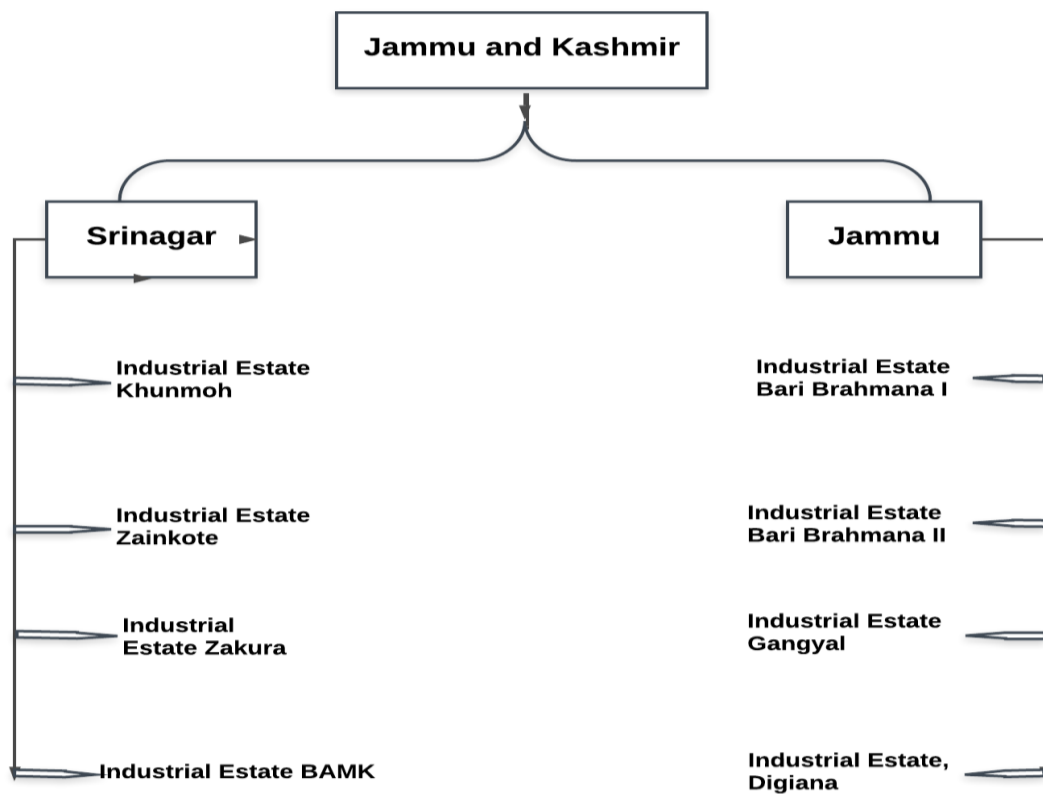 Jammu and Kashmir
Srinagar
Jammu
Industrial Estate
Khunmoh
Industrial Estate
Bari Brahmana I
Industrial Estate
Zainkote
Industrial Estate
Bari Brahmana II
Industrial
Estate Zakura
Industrial Estate
Gangyal
Industrial Estate BAMK
Industrial Estate,
Digiana